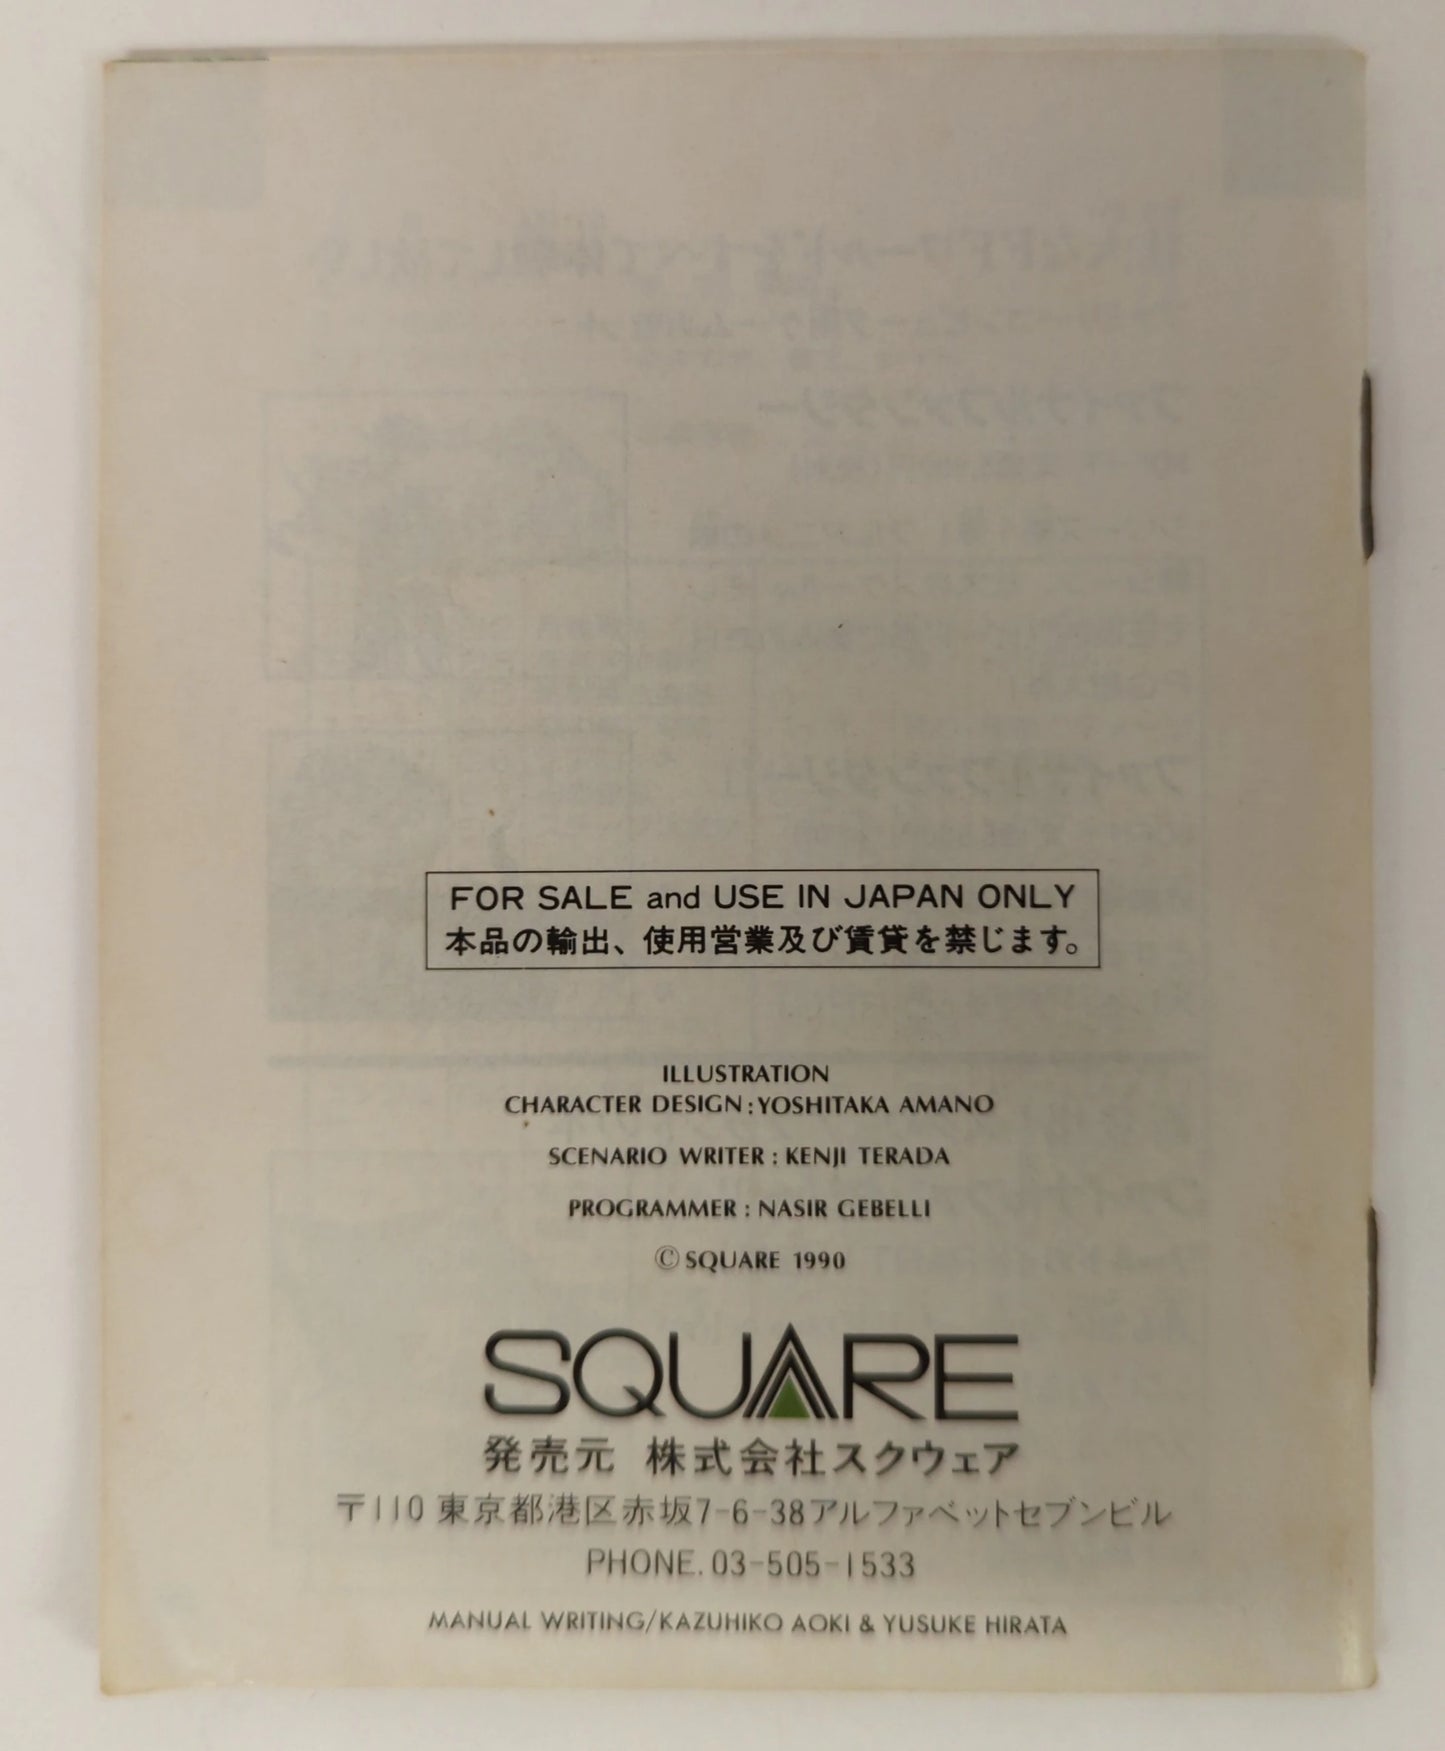 FOR SALE and USE IN JAPAN ONLY
本品の輸出、使用営業及び賃貸を禁じます。
ILLUSTRATION
CHARACTER DESIGN:YOSHITAKA AMANO
SCENARIO WRITER : KENJI TERADA
PROGRAMMER : NASIR GEBELLI
© SQUARE 1990
SQUARE
発売元 株式会社スクウェア
〒110 東京都港区赤坂7-6-38アルファベットセブンビル
PHONE. 03-505-1533
MANUAL WRITING/KAZUHIKO AOKI & YUSUKE HIRATA